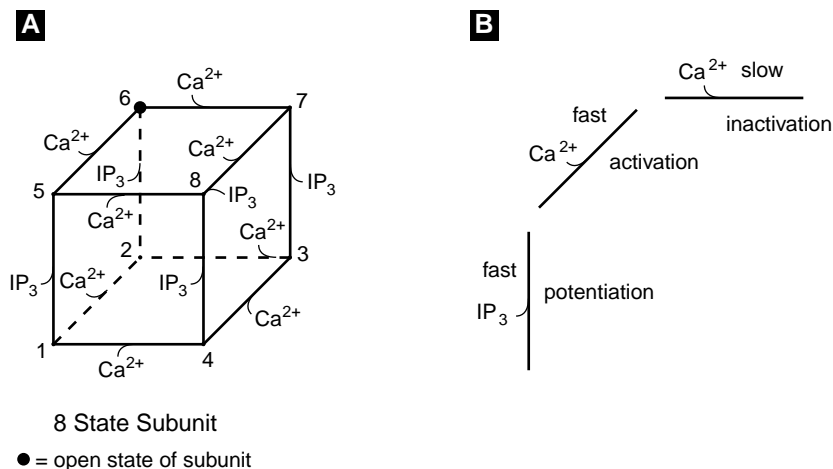 A
B
Ca2+
6
7
Ca2+
Ca2+
IP3
5
8
IP3
IP3
Ca2+
2
Ca2+
3
IP3
Ca2+
IP3
Ca2+
1
Ca2+
4
8 State Subunit
● = open state of subunit
Ca2+ slow
inactivation
fast
Ca2+
activation
fast
IP3
potentiation